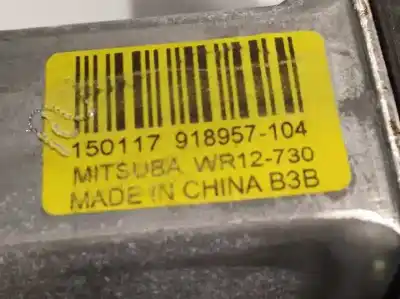 150117 918957-104
MITSUBA WR12-730
MADE IN CHINA B3B